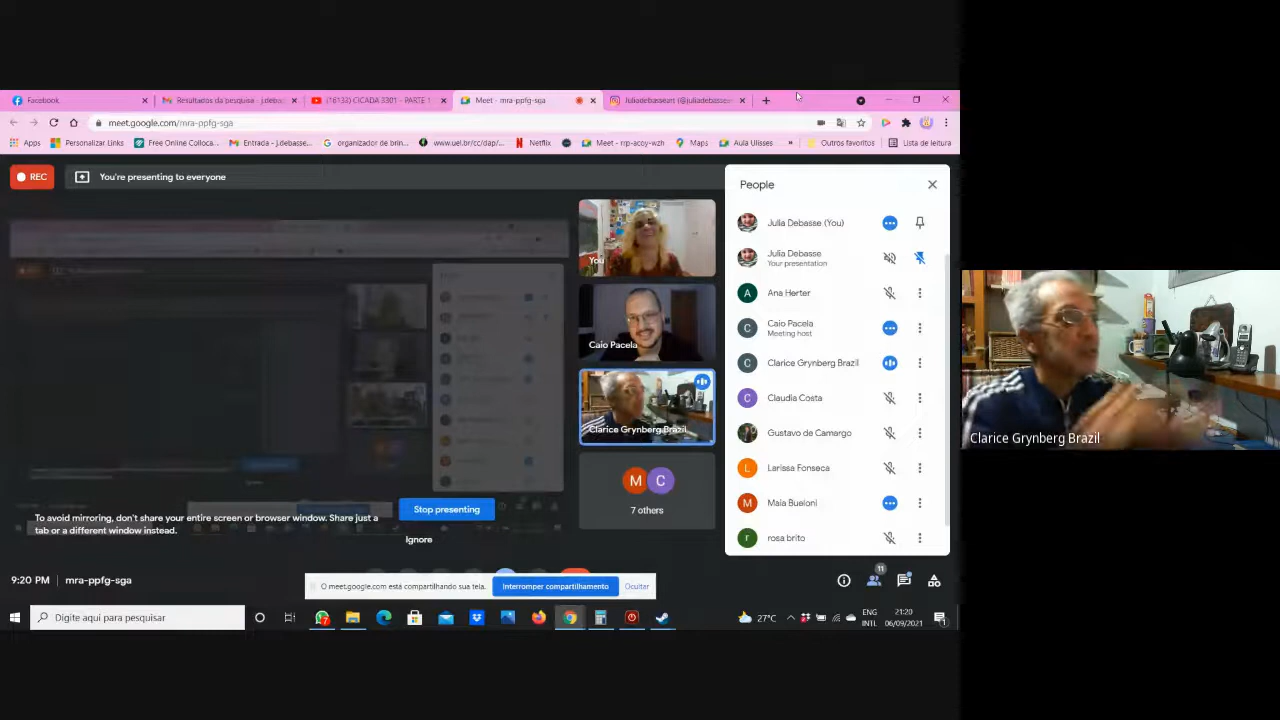 Facebook
Resultados da pesquisa - j.debas
(16133) CICADA 3301 - PARTE 1
Meet - mra-ppfg-sga
meet.google.com/mra-ppfg-sga
Apps
Personalizar Links
Free Online Colloca...
Entrada - j.debasse...
organizador de brin...
www.uel.br/cc/dap/...
Netflix
Meet - rrp-acoy-wzh
Maps
Aula Ulisses
»
Outros favoritos
Lista de leitura
REC
You're presenting to everyone
People
Julia Debasse (You)
Julia Debasse
Your presentation
A
Ana Herter
C
Caio Pacela
Meeting host
C
Clarice Grynberg Brazil
C
Claudia Costa
Gustavo de Camargo
L
Larissa Fonseca
M
Maia Bueloni
r
rosa brito
You
Caio Pacela
Clarice Grynberg Brazil
M C
7 others
Stop presenting
To avoid mirroring, don't share your entire screen or browser window. Share just a
tab or a different window instead.
Ignore
9:20 PM | mra-ppfg-sga
O meet.google.com está compartilhando sua tela.
Interromper compartilhamento
Ocultar
11
Digite aqui para pesquisar
27°C
ENG
INTL
21:20
06/09/2021
Clarice Grynberg Brazil